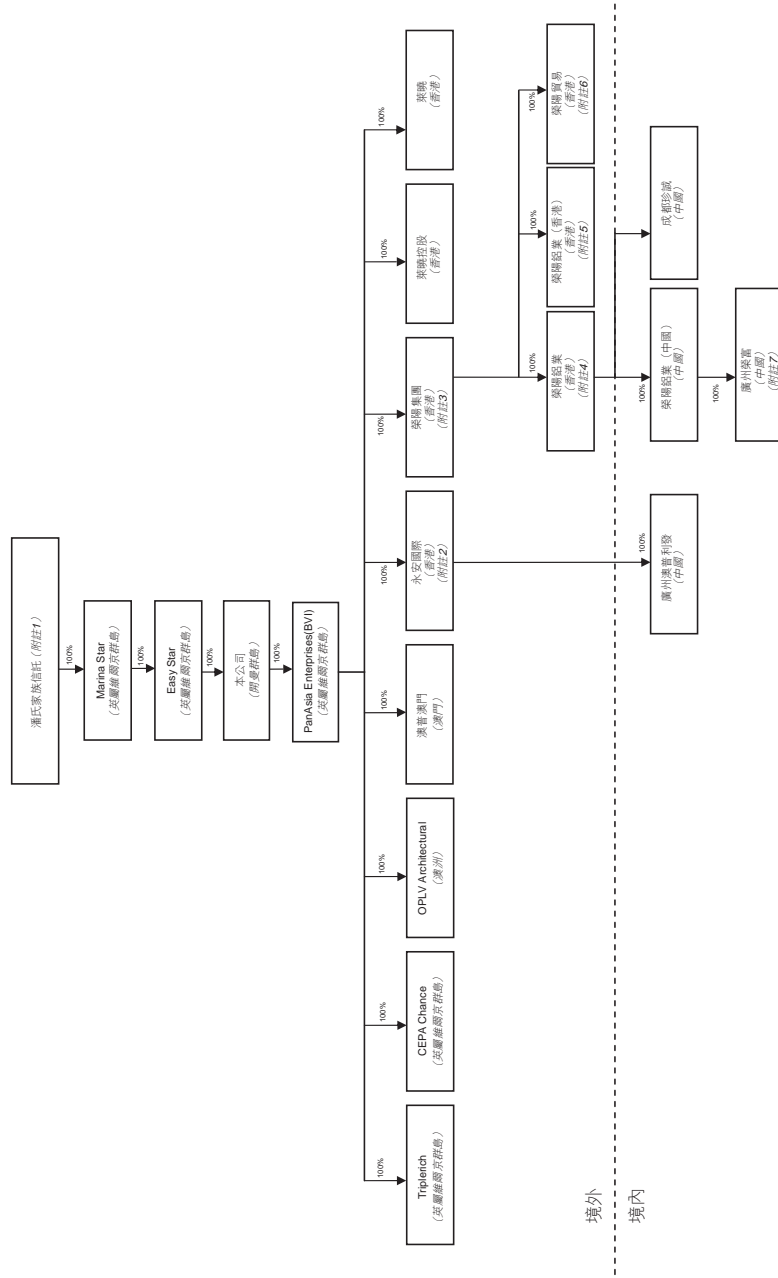 潘氏家族信託（附註1）
100%
Marina Star
（英屬維爾京群島）
100%
Easy Star
（英屬維爾京群島）
100%
本公司
（開曼群島）
100%
PanAsia Enterprises(BVI)
（英屬維爾京群島）
100%
100%
100%
100%
100%
100%
100%
100%
Triplerich
（英屬維爾京群島）
CEPA Chance
（英屬維爾京群島）
OPLV Architectural
（澳洲）
澳普澳門
（澳門）
永安國際
（香港）
（附註2）
榮陽集團
（香港）
（附註3）
萊曉控股
（香港）
萊曉
（香港）
100%
100%
100%
榮陽鋁業
（香港）
（附註4）
榮陽鋁業（香港）
（香港）
（附註5）
榮陽貿易
（香港）
（附註6）
境外
境內
100%
100%
100%
廣州澳普利發
（中國）
榮陽鋁業（中國）
（中國）
成都珍誠
（中國）
100%
廣州榮富
（中國）
（附註7）